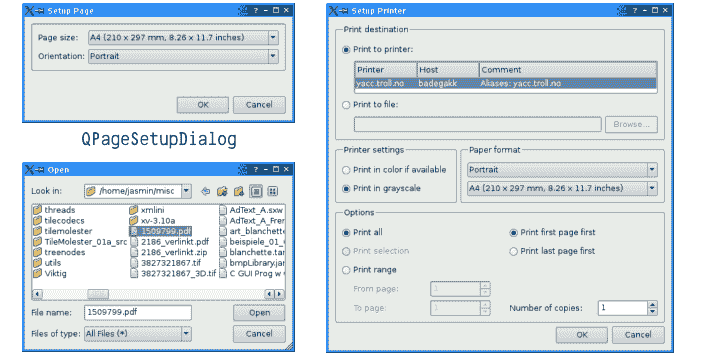 Setup Page
Page size: A4 (210 x 297 mm, 8.26 x 11.7 inches)
Orientation: Portrait
OK Cancel
QPageSetupDialog
Open
Look in: /home/jasmin/misc
threads xmlini AdText_A.sxw
tilecodecs xv-3.10a AdText_A_Fren
tilemolester 1509799.pdf art_blanchette
TileMolester_01a_src 2186_verlinkt.pdf beispiele_01_
treenodes 2186_verlinkt.zip blanchette.tar
utils 3827321867.tif bmpLibrary.jar
Viktig 3827321867_3D.tif C GUI Prog w
File name: 1509799.pdf Open
Files of type: All Files (*) Cancel
Setup Printer
Print destination
Print to printer:
Printer Host Comment
yacc.troll.no badegakk Aliases: yacc.troll.no
Print to file:
Browse...
Printer settings
Print in color if available
Print in grayscale
Paper format
Portrait
A4 (210 x 297 mm, 8.26 x 11.7 inches)
Options
Print all Print first page first
Print selection Print last page first
Print range
From page: 1
To page: 1 Number of copies: 1
OK Cancel